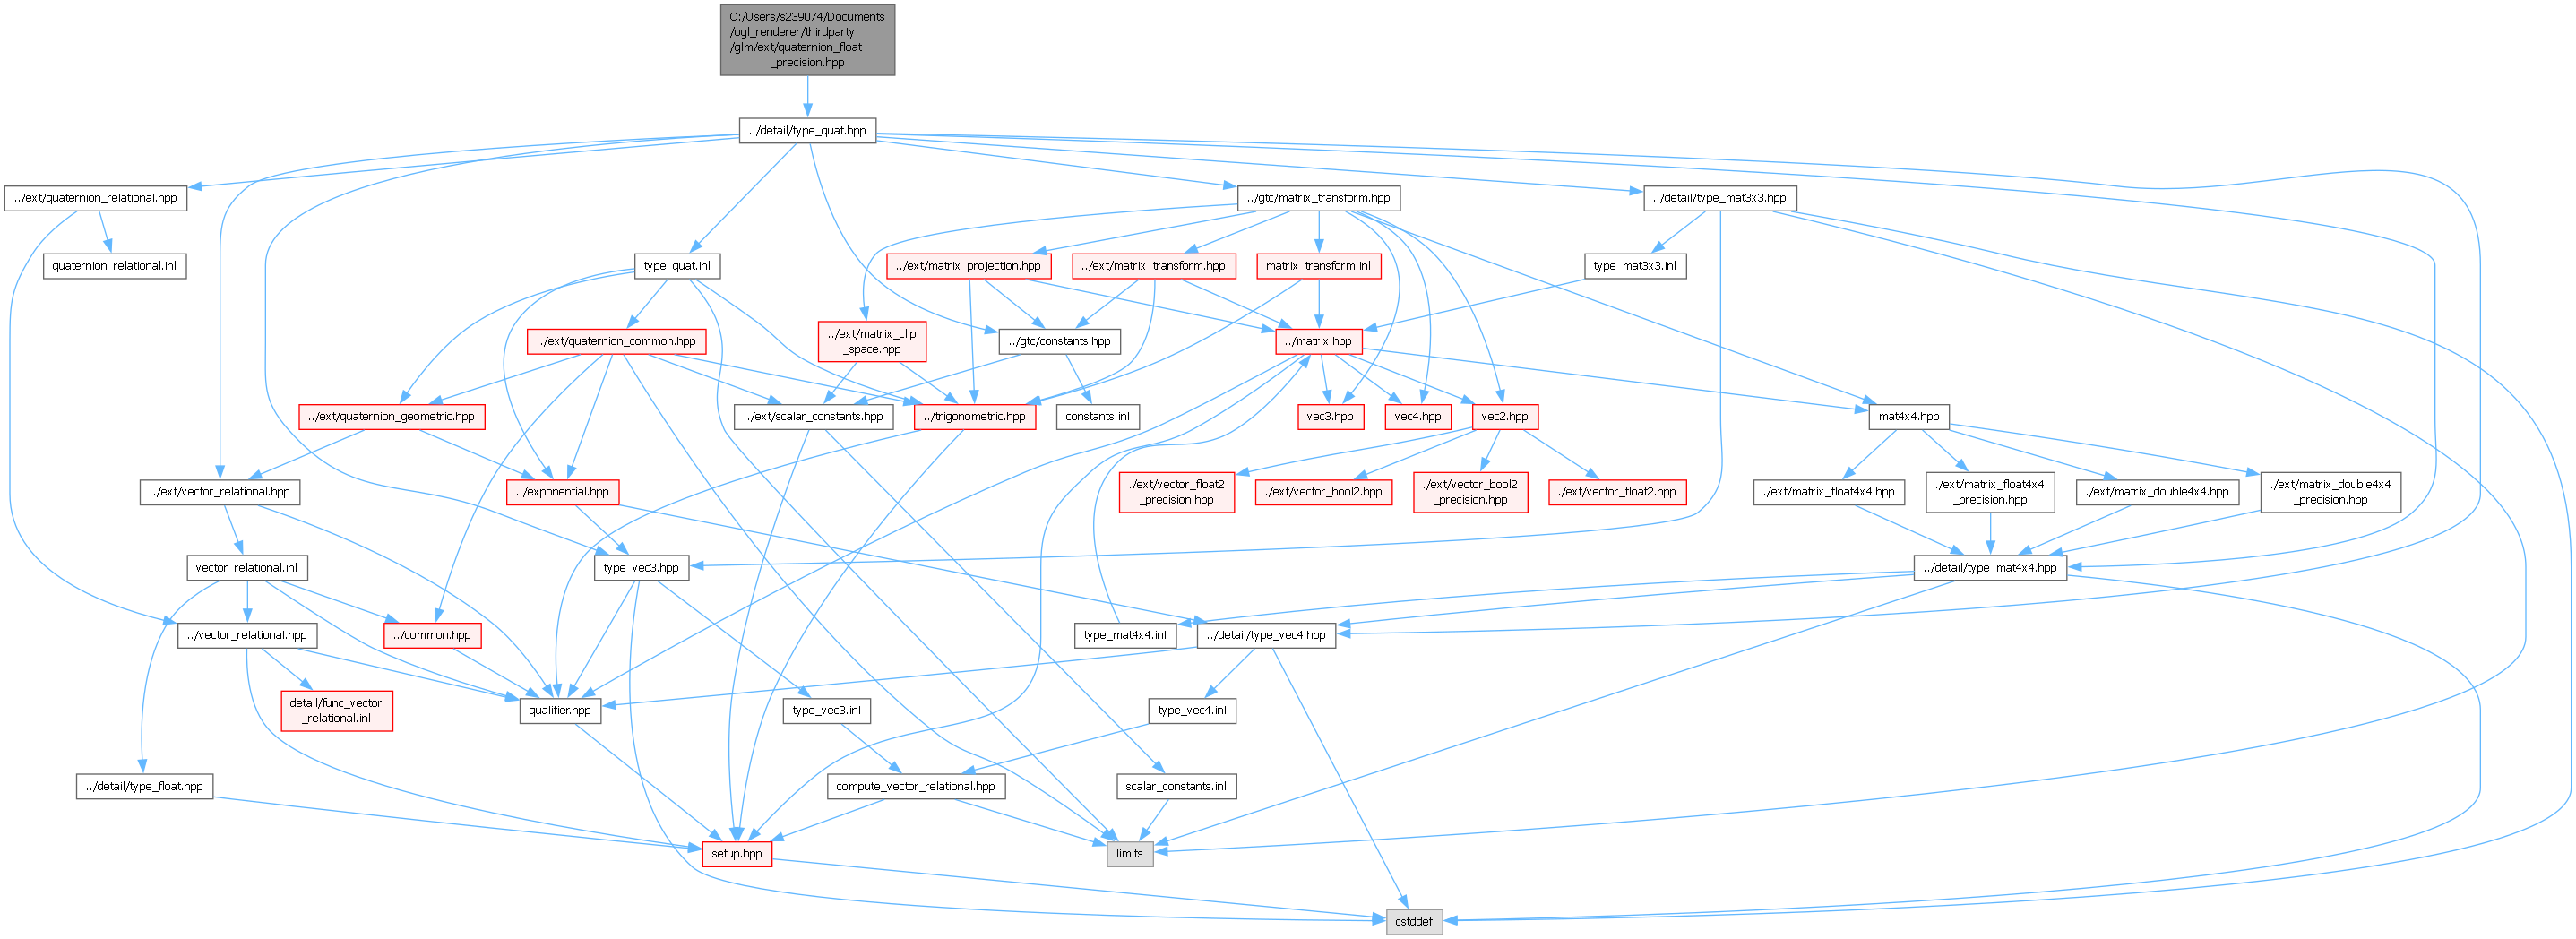 C:/Users/s239074/Documents
/ogl_renderer/thirdparty
/glm/ext/quaternion_float
_precision.hpp
../detail/type_quat.hpp
../ext/quaternion_relational.hpp
../gtc/matrix_transform.hpp
../detail/type_mat3x3.hpp
quaternion_relational.inl
type_quat.inl
../ext/matrix_projection.hpp
../ext/matrix_transform.hpp
matrix_transform.inl
type_mat3x3.inl
../ext/quaternion_common.hpp
../ext/matrix_clip
_space.hpp
../gtc/constants.hpp
../matrix.hpp
../ext/quaternion_geometric.hpp
../ext/scalar_constants.hpp
../trigonometric.hpp
constants.inl
vec3.hpp
vec4.hpp
vec2.hpp
mat4x4.hpp
../ext/vector_relational.hpp
../exponential.hpp
./ext/vector_float2
_precision.hpp
./ext/vector_bool2.hpp
./ext/vector_bool2
_precision.hpp
./ext/vector_float2.hpp
./ext/matrix_float4x4.hpp
./ext/matrix_float4x4
_precision.hpp
./ext/matrix_double4x4.hpp
./ext/matrix_double4x4
_precision.hpp
vector_relational.inl
type_vec3.hpp
../detail/type_mat4x4.hpp
../vector_relational.hpp
../common.hpp
type_mat4x4.inl
../detail/type_vec4.hpp
detail/func_vector
_relational.inl
qualifier.hpp
type_vec3.inl
type_vec4.inl
../detail/type_float.hpp
compute_vector_relational.hpp
scalar_constants.inl
setup.hpp
limits
cstddef